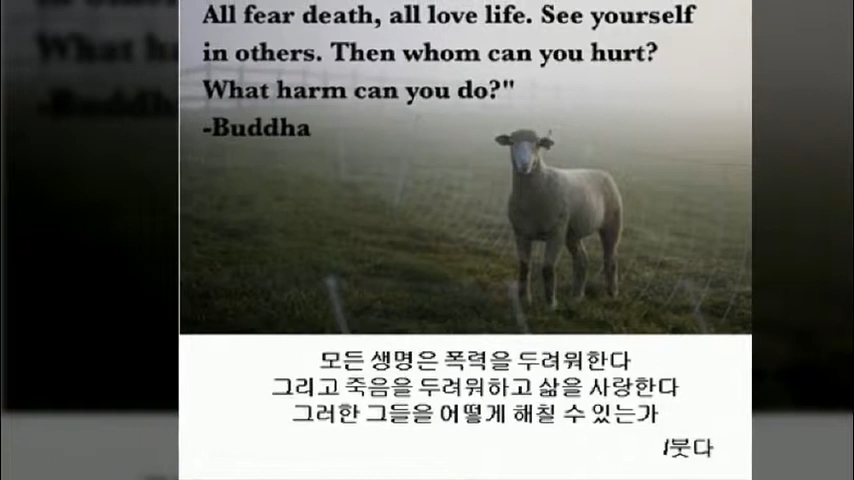 All fear death, all love life. See yourself
in others. Then whom can you hurt?
What harm can you do?"
-Buddha
모든 생명은 폭력을 두려워한다
그리고 죽음을 두려워하고 삶을 사랑한다
그러한 그들을 어떻게 해칠 수 있는가
/붓다